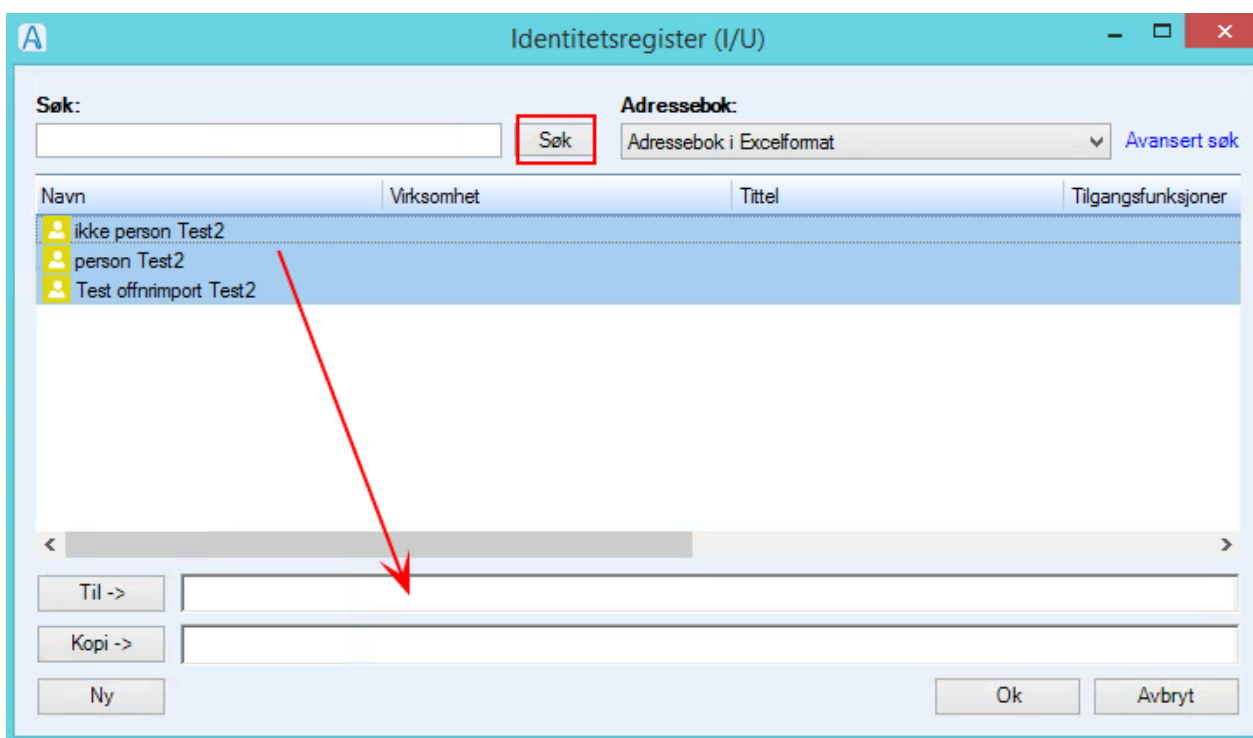 Identitetsregister (I/U)
Søk:
Adressebok:
Søk
Adressebok i Excelformat
Avansert søk
Navn Virksomhet Tittel Tilgangsfunksjoner
ikke person Test2
person Test2
Test offnrimport Test2
Til ->
Kopi ->
Ny
Ok
Avbryt